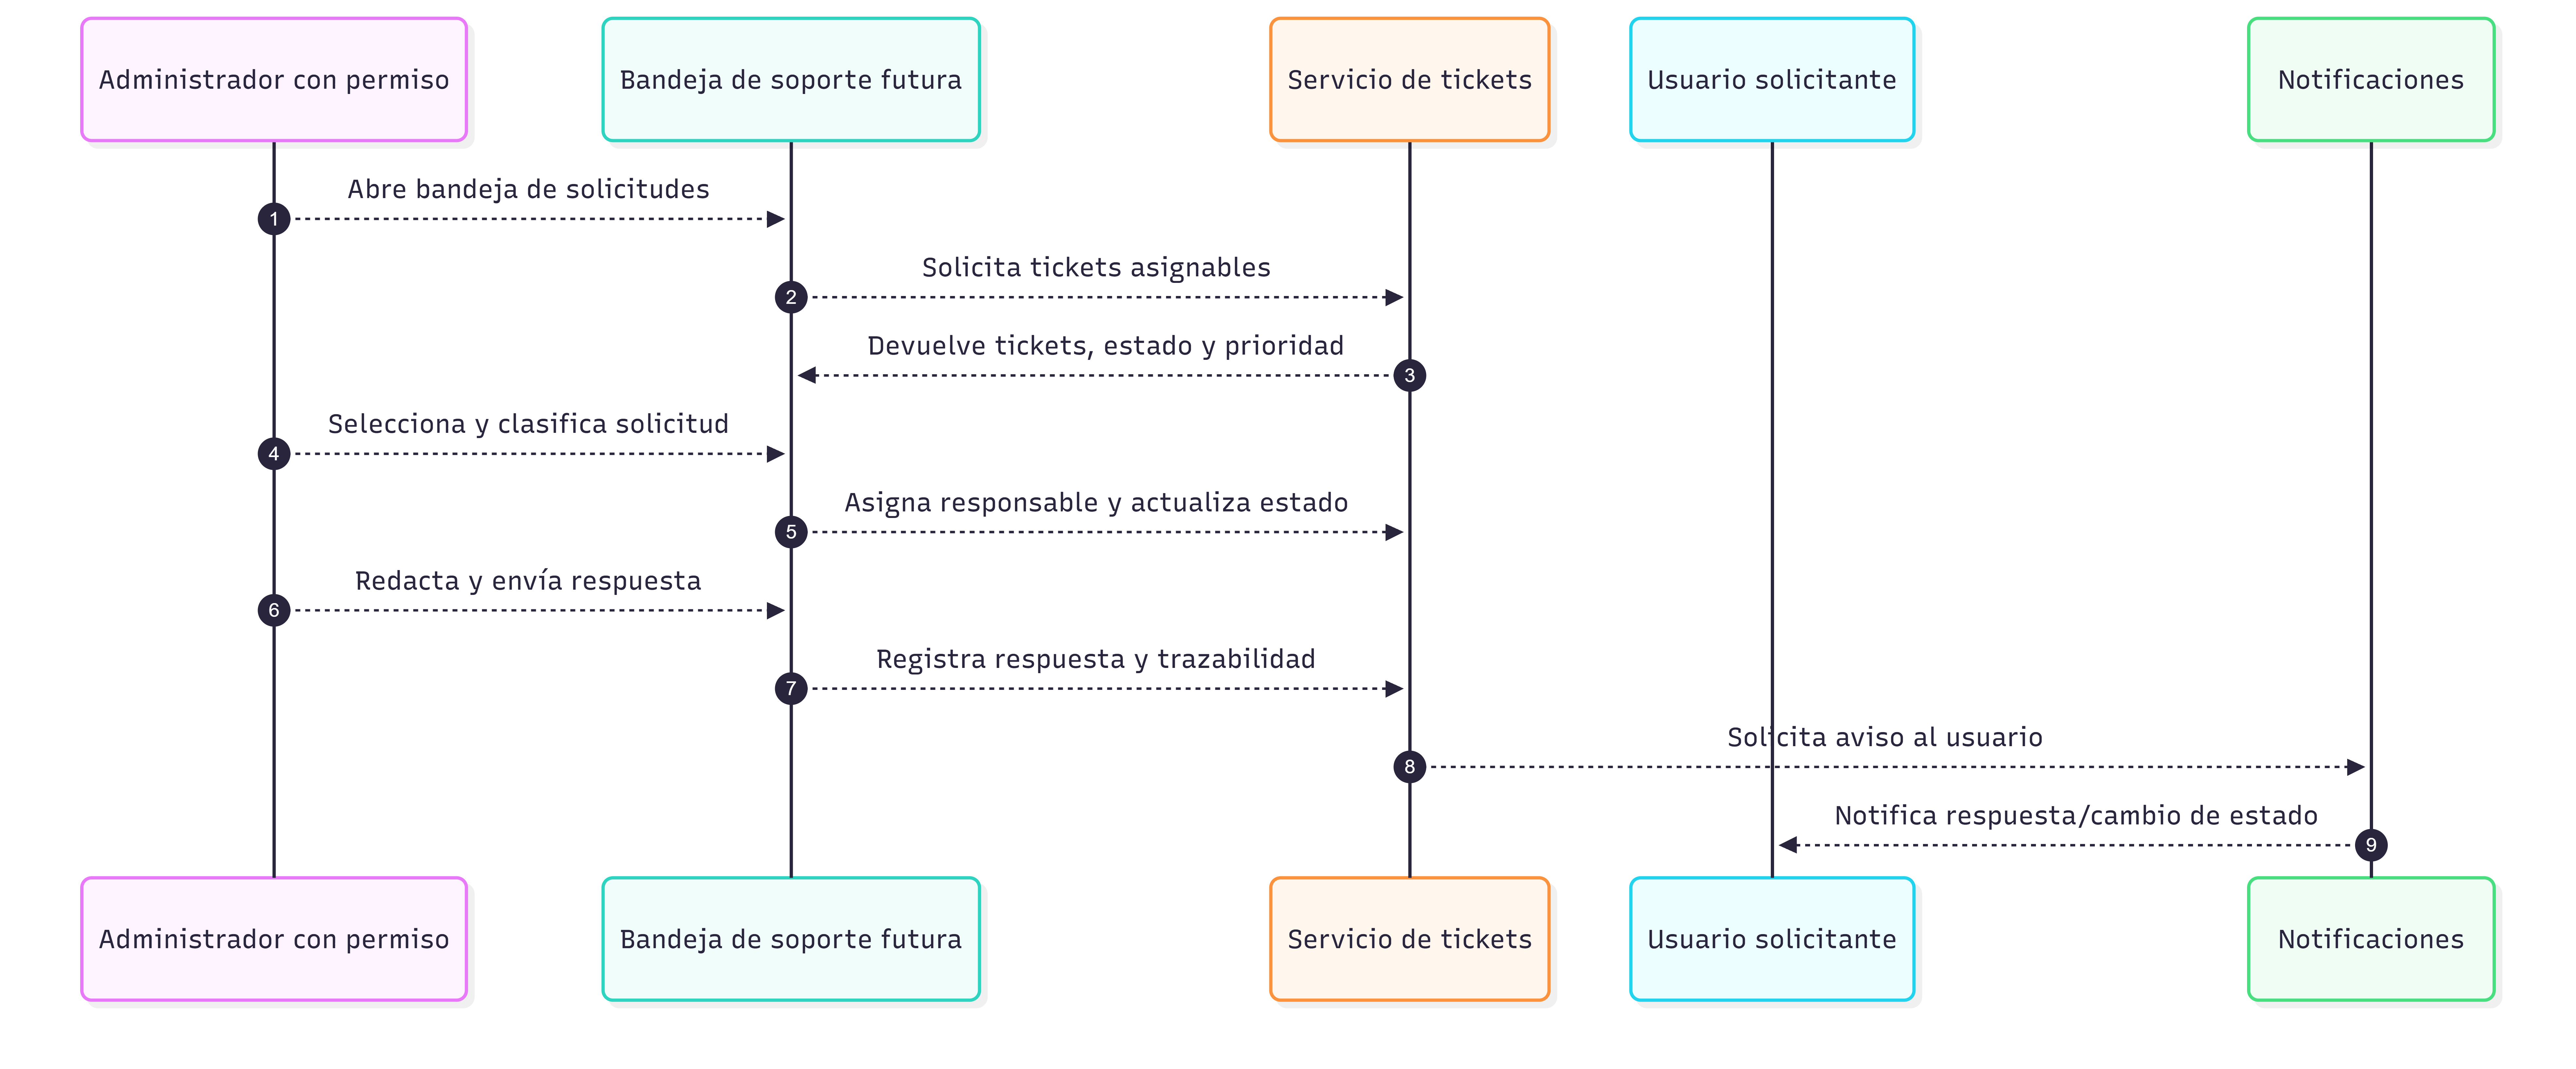 Administrador con permiso
Bandeja de soporte futura
Servicio de tickets
Usuario solicitante
Notificaciones
Abre bandeja de solicitudes
1
Solicita tickets asignables
2
Devuelve tickets, estado y prioridad
3
Selecciona y clasifica solicitud
4
Asigna responsable y actualiza estado
5
Redacta y envía respuesta
6
Registra respuesta y trazabilidad
7
Solicita aviso al usuario
8
Notifica respuesta/cambio de estado
9
Administrador con permiso
Bandeja de soporte futura
Servicio de tickets
Usuario solicitante
Notificaciones